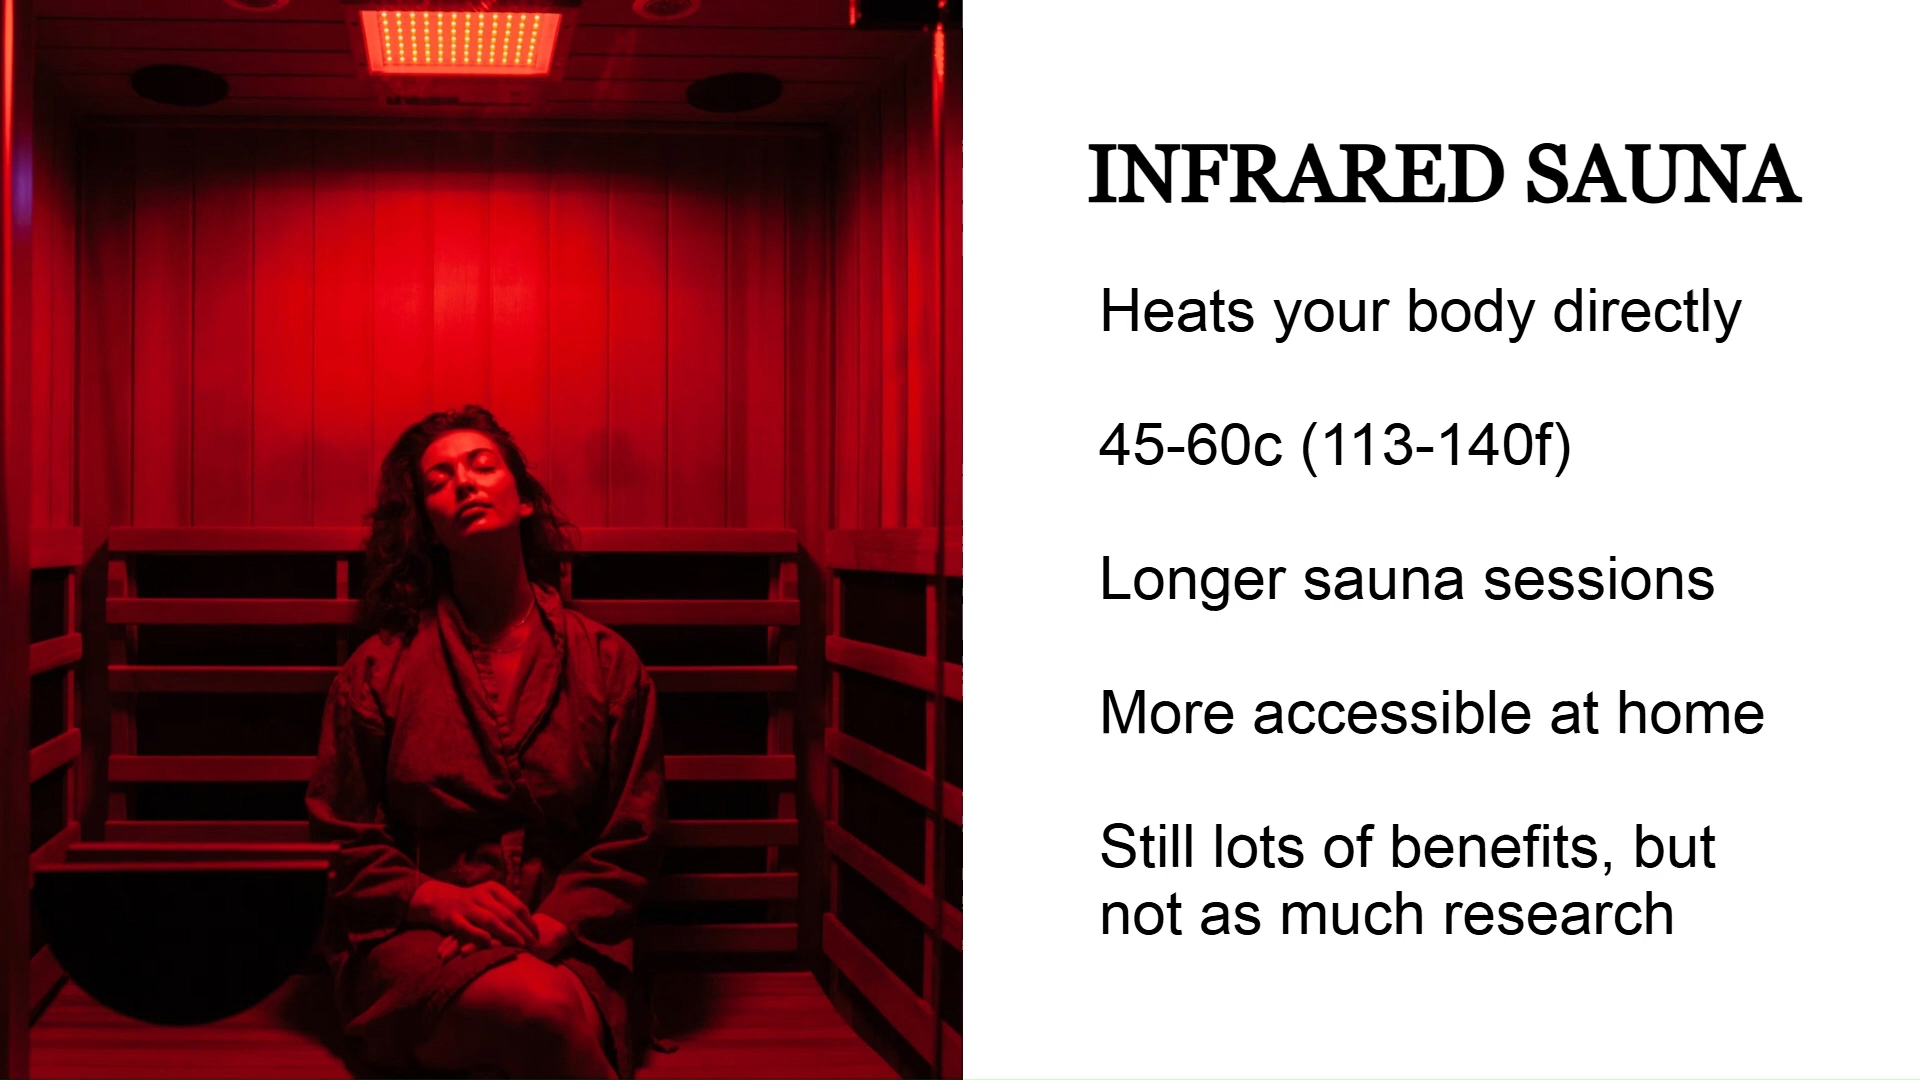 INFRARED SAUNA
Heats your body directly
45-60c (113-140f)
Longer sauna sessions
More accessible at home
Still lots of benefits, but
not as much research